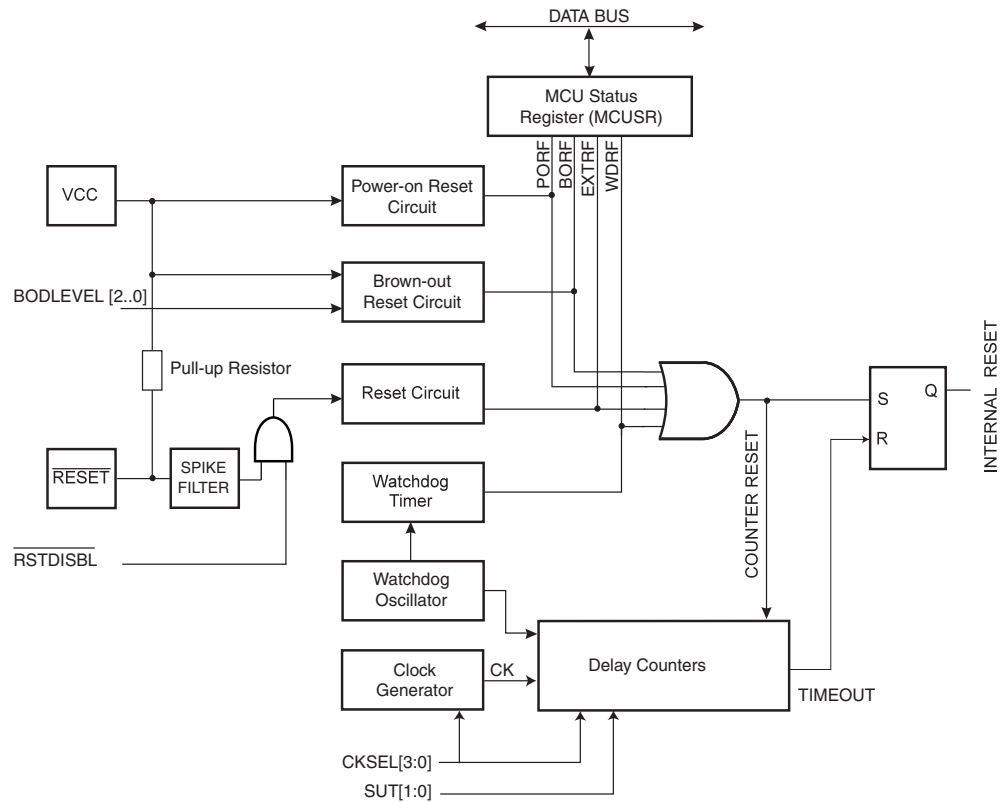 DATA BUS
MCU Status
Register (MCUSR)
PORF
BORF
EXTRF
WDRF
VCC
Power-on Reset
Circuit
Brown-out
Reset Circuit
BODLEVEL [2..0]
Pull-up Resistor
Reset Circuit
S
Q
R
INTERNAL RESET
RESET
SPIKE
FILTER
Watchdog
Timer
COUNTER RESET
RSTDISBL
Watchdog
Oscillator
Clock
Generator
CK
Delay Counters
TIMEOUT
CKSEL[3:0]
SUT[1:0]